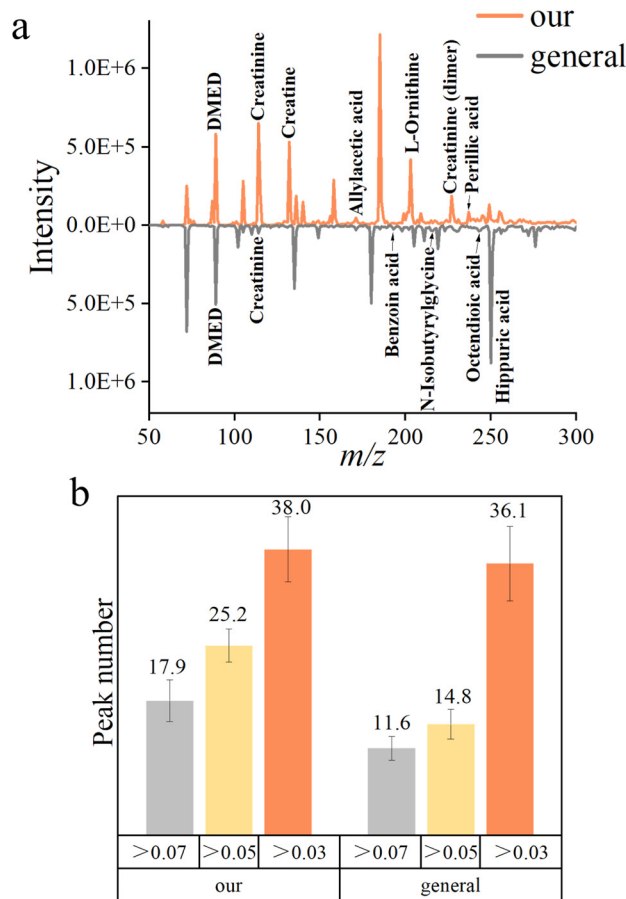 a
our
general
Intensity
1.0E+6
5.0E+5
0.0E+0
5.0E+5
1.0E+6
DMED
Creatinine
Creatine
Allylacetic acid
L-Ornithine
Creatinine (dimer)
Perillic acid
DMED
Creatinine
Benzoin acid
N-Isobutyrylglycine
Octendioic acid
Hippuric acid
50 100 150 200 250 300
m/z
b
Peak number
17.9 25.2 38.0 11.6 14.8 36.1
>0.07 >0.05 >0.03 >0.07 >0.05 >0.03
our general